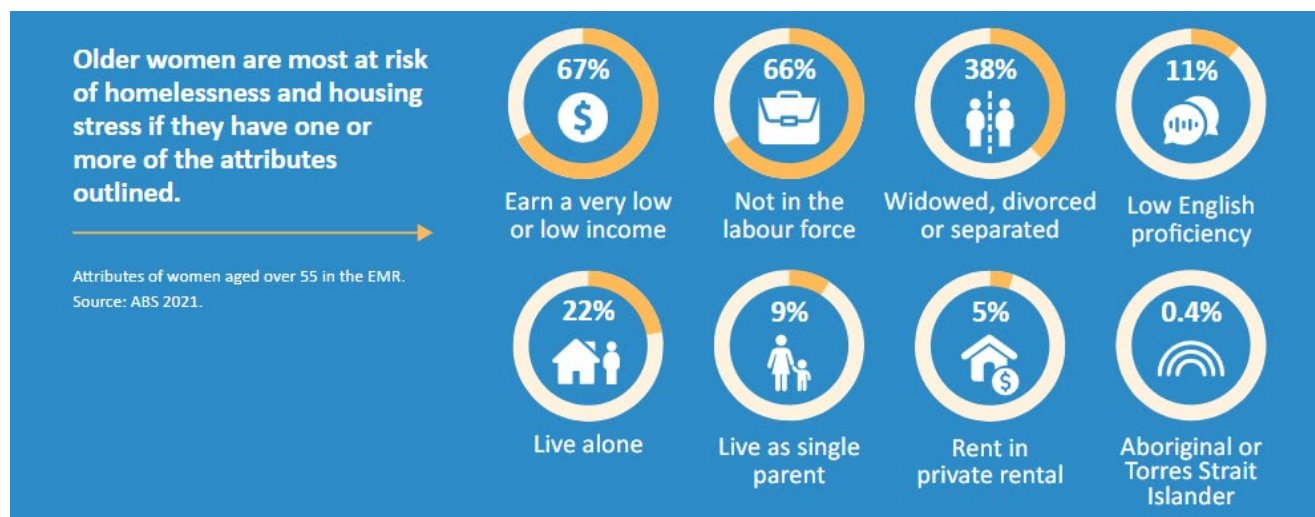 Older women are most at risk
of homelessness and housing
stress if they have one or
more of the attributes
outlined.
Attributes of women aged over 55 in the EMR.
Source: ABS 2021.
67%
Earn a very low
or low income
66%
Not in the
labour force
38%
Widowed, divorced
or separated
11%
Low English
proficiency
22%
Live alone
9%
Live as single
parent
5%
Rent in
private rental
0.4%
Aboriginal or
Torres Strait
Islander